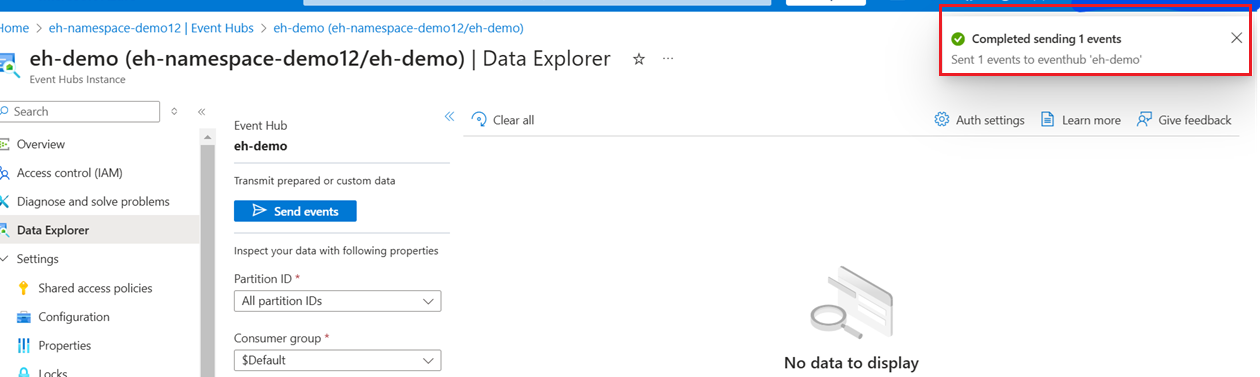 Home > eh-namespace-demo12 | Event Hubs > eh-demo (eh-namespace-demo12/eh-demo)
eh-demo (eh-namespace-demo12/eh-demo) | Data Explorer
Event Hubs Instance
Completed sending 1 events
Sent 1 events to eventhub 'eh-demo'
Search
Overview
Access control (IAM)
Diagnose and solve problems
Data Explorer
Settings
Shared access policies
Configuration
Properties
Locks
Event Hub
eh-demo
Transmit prepared or custom data
Send events
Inspect your data with following properties
Partition ID *
All partition IDs
Consumer group *
$Default
Clear all
Auth settings
Learn more
Give feedback
No data to display